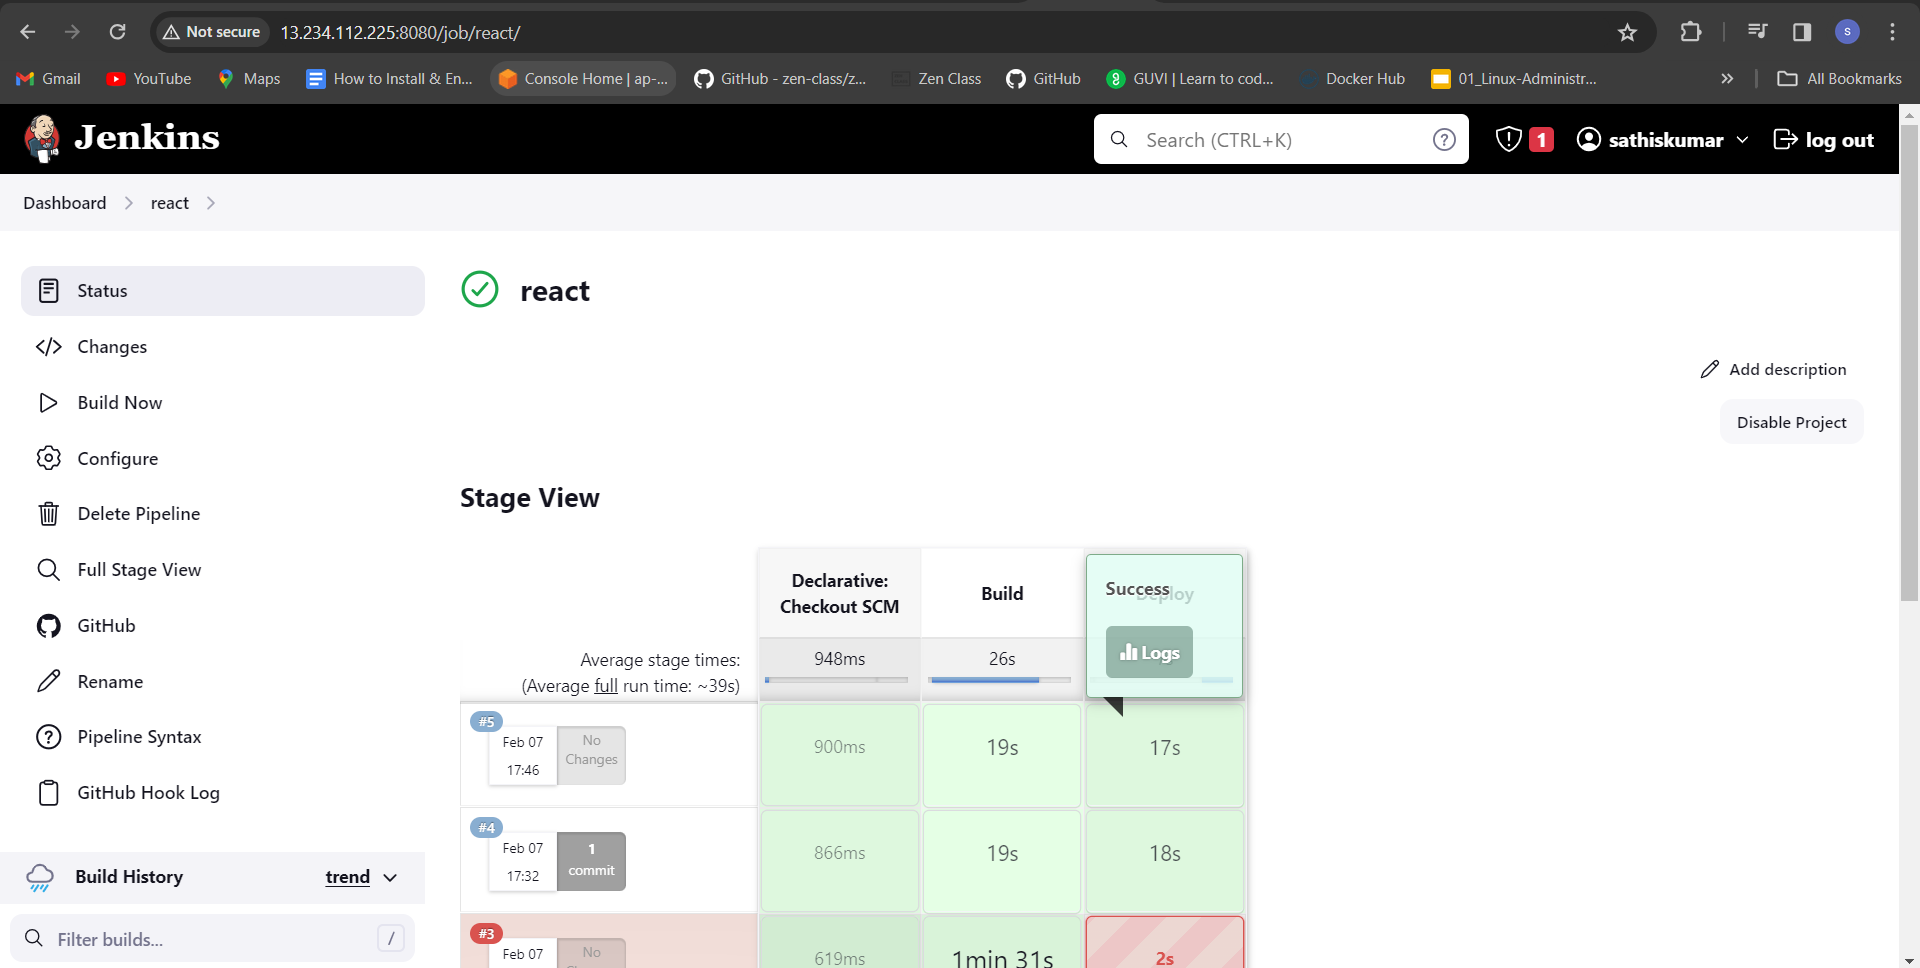 Not secure
13.234.112.225:8080/job/react/
S
Gmail
YouTube
Maps
How to Install & En...
Console Home | ap-...
GitHub - zen-class/z...
Zen Class
GitHub
GUVI | Learn to cod...
Docker Hub
01_Linux-Administr...
»
All Bookmarks
Jenkins
Search (CTRL+K)
?
1
sathiskumar
log out
Dashboard
react
Status
Changes
Build Now
Configure
Delete Pipeline
Full Stage View
GitHub
Rename
Pipeline Syntax
GitHub Hook Log
Build History
trend
Filter builds...
/
react
Add description
Disable Project
Stage View
Declarative:
Checkout SCM
Build
Success
Deploy
Logs
Average stage times:
(Average full run time: ~39s)
948ms
26s
#5
Feb 07
17:46
No
Changes
900ms
19s
17s
#4
Feb 07
17:32
1
commit
866ms
19s
18s
#3
Feb 07
No
619ms
1min 31s
2s